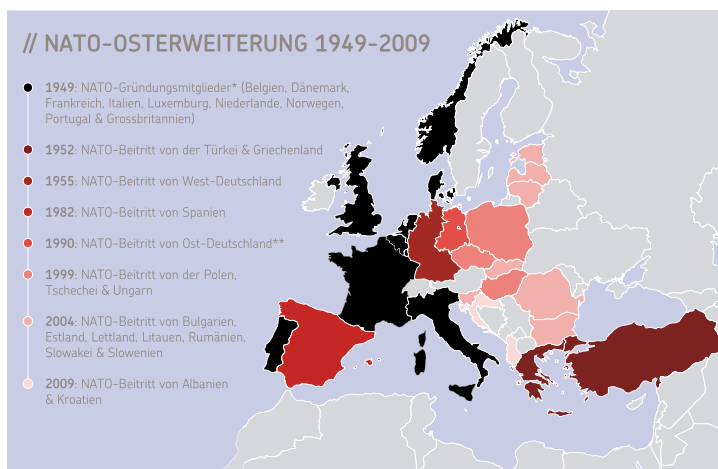 // NATO-OSTERWEITERUNG 1949–2009
1949: NATO-Gründungsmitglieder* (Belgien, Dänemark,
Frankreich, Italien, Luxemburg, Niederlande, Norwegen,
Portugal & Grossbritannien)
1952: NATO-Beitritt von der Türkei & Griechenland
1955: NATO-Beitritt von West-Deutschland
1982: NATO-Beitritt von Spanien
1990: NATO-Beitritt von Ost-Deutschland**
1999: NATO-Beitritt von der Polen,
Tschechei & Ungarn
2004: NATO-Beitritt von Bulgarien,
Estland, Lettland, Litauen, Rumänien,
Slowakei & Slowenien
2009: NATO-Beitritt von Albanien
& Kroatien